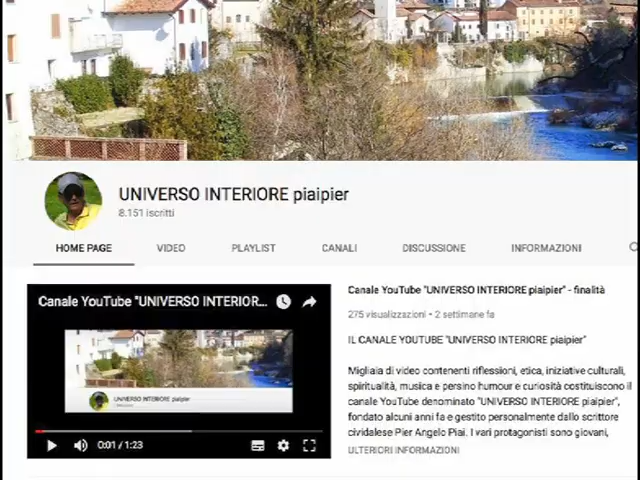 UNIVERSO INTERIORE piaipier
8.151 iscritti
HOME PAGE VIDEO PLAYLIST CANALI DISCUSSIONE INFORMAZIONI
Canale YouTube "UNIVERSO INTERIOR...
UNIVERSO INTERIORE piaipier
0:01 / 1:23
Canale YouTube "UNIVERSO INTERIORE piaipier" - finalità
275 visualizzazioni • 2 settimane fa
IL CANALE YOUTUBE "UNIVERSO INTERIORE piaipier"
Migliaia di video contenenti riflessioni, etica, iniziative culturali,
spiritualità, musica e persino humour e curiosità costituiscono il
canale YouTube denominato "UNIVERSO INTERIORE piaipier",
fondato alcuni anni fa e gestito personalmente dallo scrittore
cividalese Pier Angelo Piai. I vari protagonisti sono giovani,
ULTERIORI INFORMAZIONI